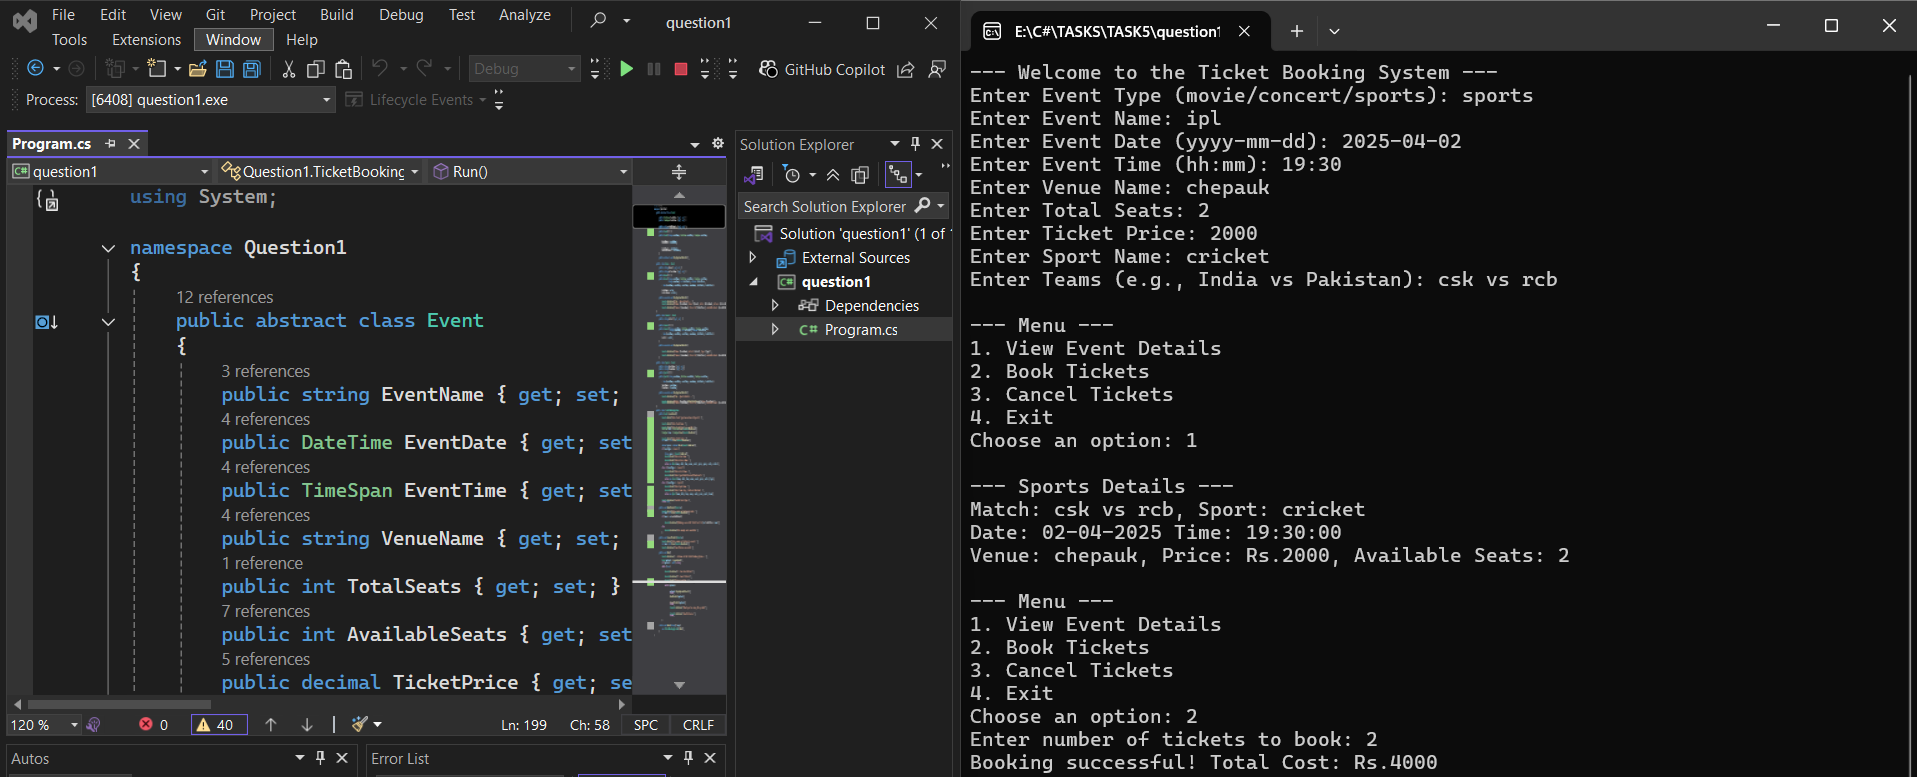 File Edit View Git Project Build Debug Test Analyze question1
Tools Extensions Window Help
Debug GitHub Copilot
Process: [6408] question1.exe Lifecycle Events
Program.cs
question1 Question1.TicketBooking Run()
using System;
namespace Question1
{
12 references
public abstract class Event
{
3 references
public string EventName { get; set;
4 references
public DateTime EventDate { get; set
4 references
public TimeSpan EventTime { get; set
4 references
public string VenueName { get; set;
1 reference
public int TotalSeats { get; set; }
7 references
public int AvailableSeats { get; set
5 references
public decimal TicketPrice { get; se
120 % 0 40 Ln: 199 Ch: 58 SPC CRLF
Autos Error List
Solution Explorer
Search Solution Explorer
Solution 'question1' (1 of
External Sources
question1
Dependencies
C# Program.cs
E:\C#\TASKS\TASK5\question1
--- Welcome to the Ticket Booking System ---
Enter Event Type (movie/concert/sports): sports
Enter Event Name: ipl
Enter Event Date (yyyy-mm-dd): 2025-04-02
Enter Event Time (hh:mm): 19:30
Enter Venue Name: chepauk
Enter Total Seats: 2
Enter Ticket Price: 2000
Enter Sport Name: cricket
Enter Teams (e.g., India vs Pakistan): csk vs rcb
--- Menu ---
1. View Event Details
2. Book Tickets
3. Cancel Tickets
4. Exit
Choose an option: 1
--- Sports Details ---
Match: csk vs rcb, Sport: cricket
Date: 02-04-2025 Time: 19:30:00
Venue: chepauk, Price: Rs.2000, Available Seats: 2
--- Menu ---
1. View Event Details
2. Book Tickets
3. Cancel Tickets
4. Exit
Choose an option: 2
Enter number of tickets to book: 2
Booking successful! Total Cost: Rs.4000